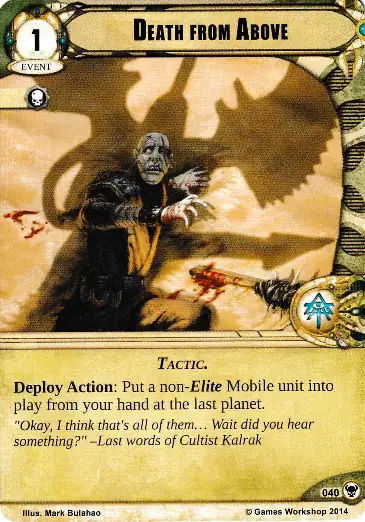 1
DEATH FROM ABOVE
EVENT
TACTIC.
Deploy Action: Put a non-Elite Mobile unit into
play from your hand at the last planet.
"Okay, I think that's all of them… Wait did you hear
something?" –Last words of Cultist Kalrak
040
Illus. Mark Bulahao
© Games Workshop 2014